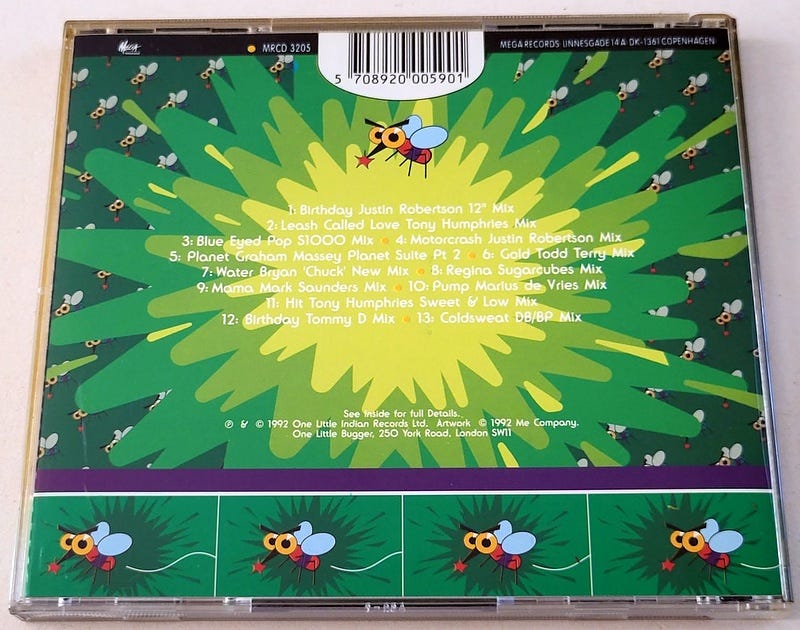 MEGA
MRCD 3205
5 708920 005901
MEGA RECORDS LINNESGADE 14 A DK-1361 COPENHAGEN
1: Birthday Justin Robertson 12" Mix
2: Leash Called Love Tony Humphries Mix
3: Blue Eyed Pop S1000 Mix • 4: Motorcrash Justin Robertson Mix
5: Planet Graham Massey Planet Suite Pt 2 • 6: Gold Todd Terry Mix
7: Water Bryan 'Chuck' New Mix • 8: Regina Sugarcubes Mix
9: Mama Mark Saunders Mix • 10: Pump Marius de Vries Mix
11: Hit Tony Humphries Sweet & Low Mix
12: Birthday Tommy D Mix • 13: Coldsweat DB/BP Mix
See inside for full Details.
℗ & © 1992 One Little Indian Records Ltd. Artwork © 1992 Me Company.
One Little Bugger, 250 York Road, London SW11